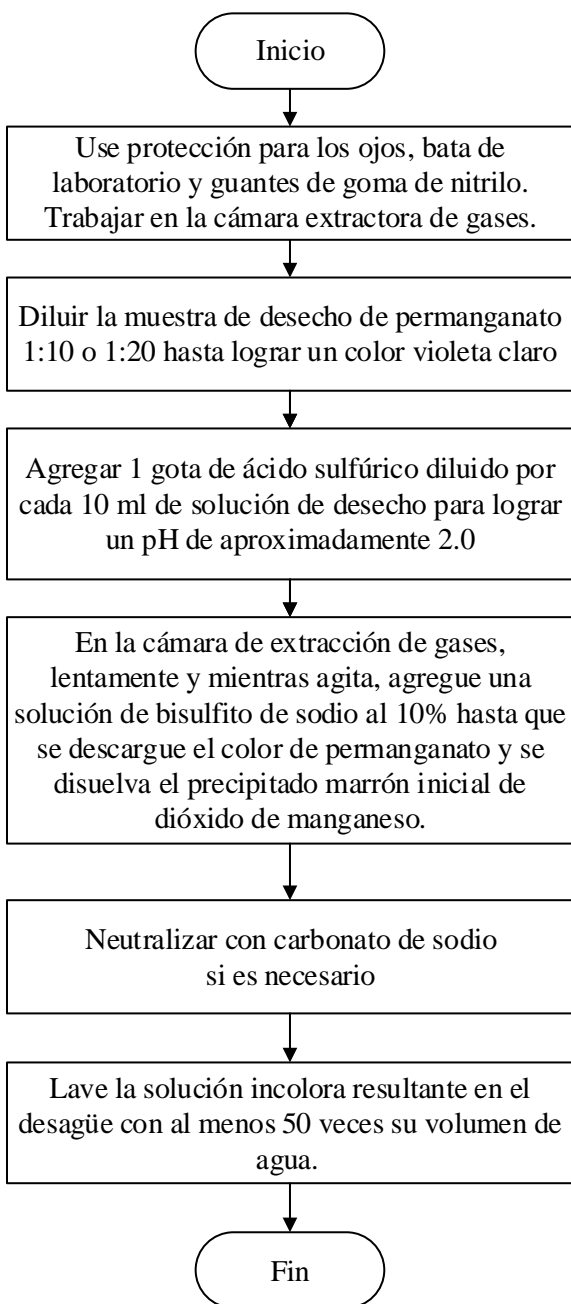 Inicio
Use protección para los ojos, bata de
laboratorio y guantes de goma de nitrilo.
Trabajar en la cámara extractora de gases.
Diluir la muestra de desecho de permanganato
1:10 o 1:20 hasta lograr un color violeta claro
Agregar 1 gota de ácido sulfúrico diluido por
cada 10 ml de solución de desecho para lograr
un pH de aproximadamente 2.0
En la cámara de extracción de gases,
lentamente y mientras agita, agregue una
solución de bisulfito de sodio al 10% hasta que
se descargue el color de permanganato y se
disuelva el precipitado marrón inicial de
dióxido de manganeso.
Neutralizar con carbonato de sodio
si es necesario
Lave la solución incolora resultante en el
desagüe con al menos 50 veces su volumen de
agua.
Fin